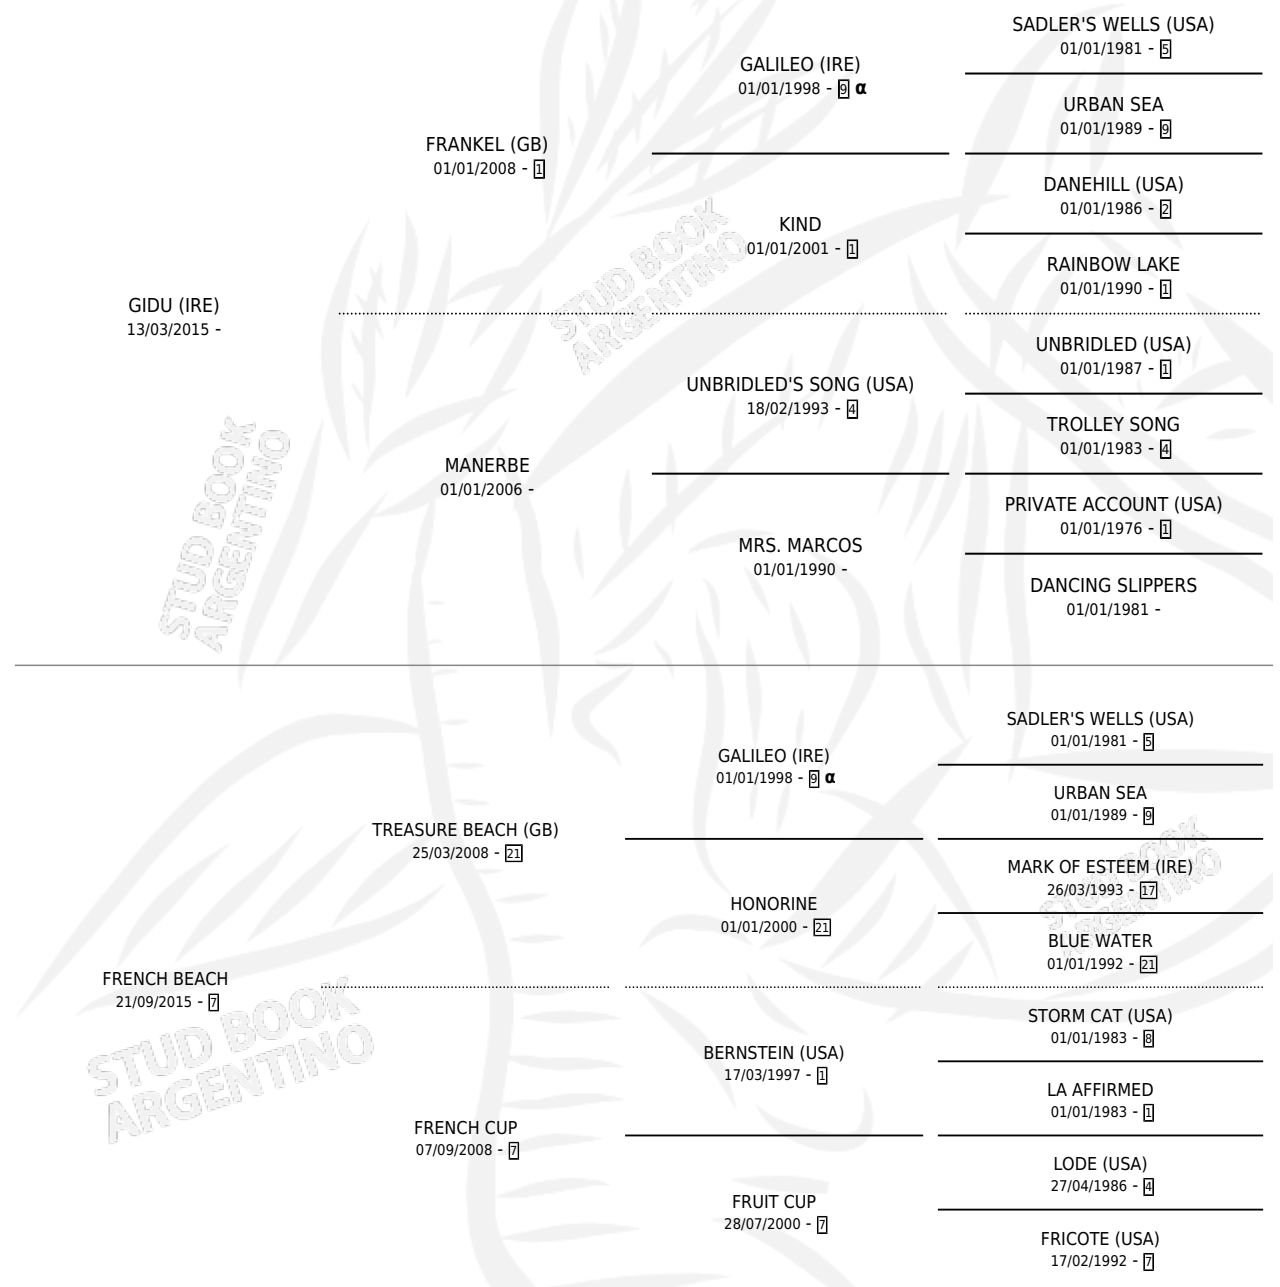 SADLER'S WELLS (USA)
01/01/1981 - 5
GALILEO (IRE)
01/01/1998 - 9 α
URBAN SEA
01/01/1989 - 9
FRANKEL (GB)
01/01/2008 - 1
DANEHILL (USA)
01/01/1986 - 2
KIND
01/01/2001 - 1
RAINBOW LAKE
01/01/1990 - 1
GIDU (IRE)
13/03/2015 -
UNBRIDLED (USA)
01/01/1987 - 1
UNBRIDLED'S SONG (USA)
18/02/1993 - 4
TROLLEY SONG
01/01/1983 - 4
MANERBE
01/01/2006 -
PRIVATE ACCOUNT (USA)
01/01/1976 - 1
MRS. MARCOS
01/01/1990 -
DANCING SLIPPERS
01/01/1981 -
STUD BOOK
ARGENTINO
STUD BOOK
ARGENTINO
SADLER'S WELLS (USA)
01/01/1981 - 5
GALILEO (IRE)
01/01/1998 - 9 α
URBAN SEA
01/01/1989 - 9
TREASURE BEACH (GB)
25/03/2008 - 21
MARK OF ESTEEM (IRE)
26/03/1993 - 17
HONORINE
01/01/2000 - 21
BLUE WATER
01/01/1992 - 21
FRENCH BEACH
21/09/2015 - 7
STORM CAT (USA)
01/01/1983 - 8
BERNSTEIN (USA)
17/03/1997 - 1
LA AFFIRMED
01/01/1983 - 1
FRENCH CUP
07/09/2008 - 7
LODE (USA)
27/04/1986 - 4
FRUIT CUP
28/07/2000 - 7
FRICOTE (USA)
17/02/1992 - 7
STUD BOOK
ARGENTINO
STUD BOOK
ARGENTINO